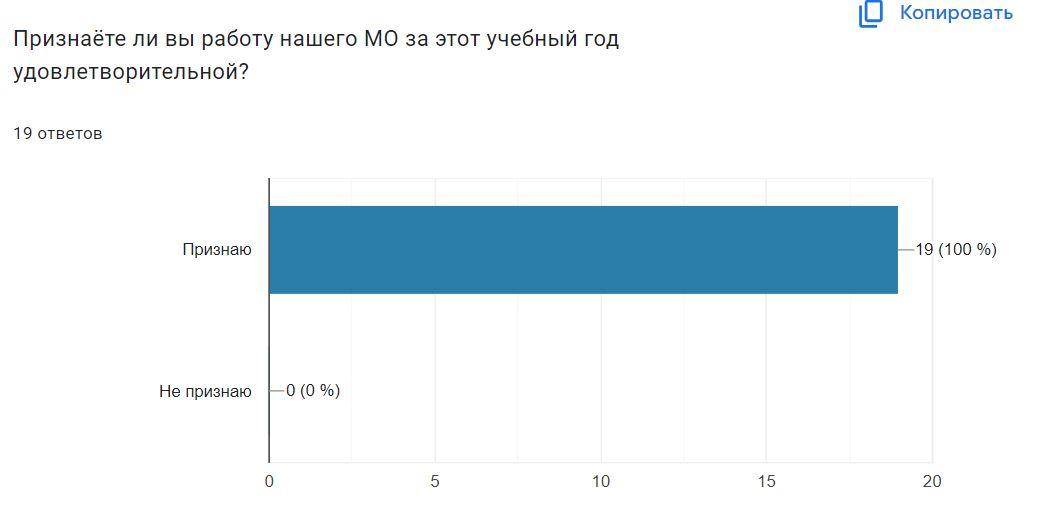 Копировать
Признаёте ли вы работу нашего МО за этот учебный год
удовлетворительной?
19 ответов
Признаю
19 (100 %)
Не признаю
0 (0 %)
0 5 10 15 20